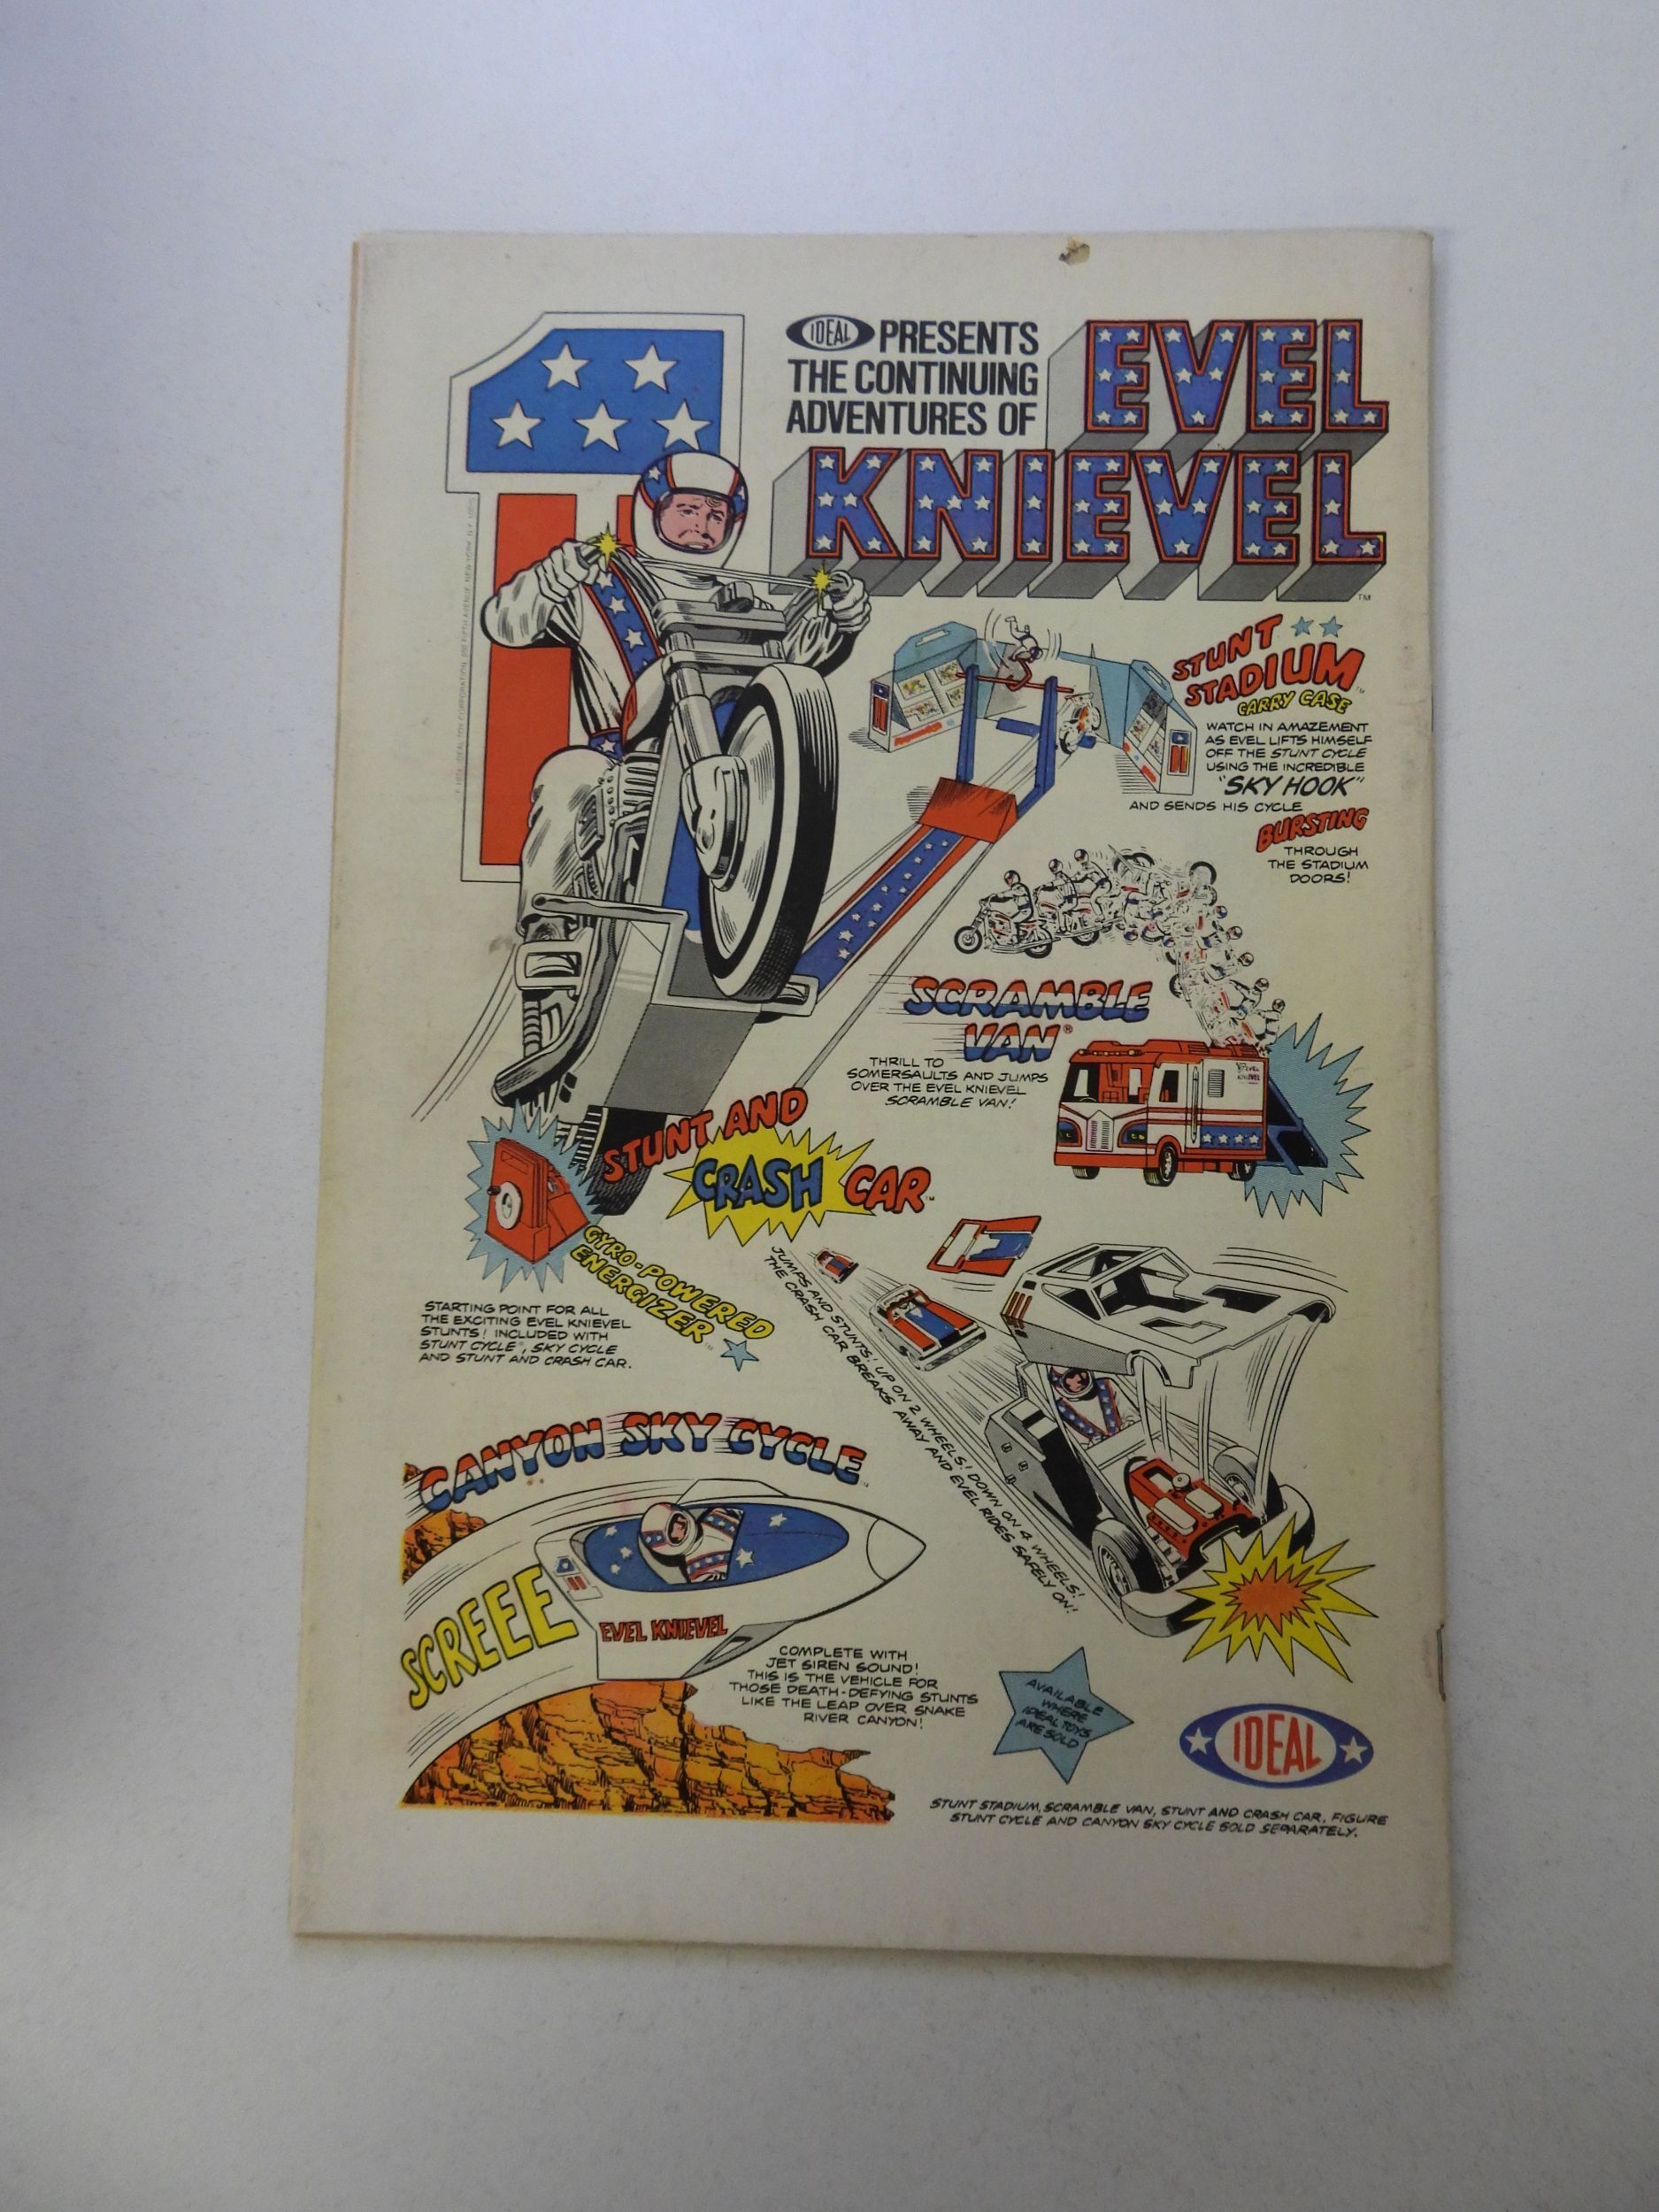 IDEAL PRESENTS
THE CONTINUING
ADVENTURES OF
EVEL
KNIEVEL™
STUNT
STADIUM™
CARRY CASE
WATCH IN AMAZEMENT
AS EVEL LIFTS HIMSELF
OFF THE STUNT CYCLE
USING THE INCREDIBLE
"SKY HOOK"
AND SENDS HIS CYCLE
BURSTING
THROUGH
THE STADIUM
DOORS!
SCRAMBLE
VAN®
THRILL TO
SOMERSAULTS AND JUMPS
OVER THE EVEL KNIEVEL
SCRAMBLE VAN!
EVEL
KNIEVEL
STUNT AND
CRASH CAR™
GYRO-POWERED
ENERGIZER™
STARTING POINT FOR ALL
THE EXCITING EVEL KNIEVEL
STUNTS! INCLUDED WITH
STUNT CYCLE, SKY CYCLE
AND STUNT AND CRASH CAR.
JUMPS AND STUNTS! UP ON 2 WHEELS! DOWN ON 4 WHEELS!
THE CRASH CAR BREAKS AWAY AND EVEL RIDES SAFELY ON!
CANYON SKY CYCLE™
SCREEE
EVEL KNIEVEL
COMPLETE WITH
JET SIREN SOUND!
THIS IS THE VEHICLE FOR
THOSE DEATH-DEFYING STUNTS
LIKE THE LEAP OVER SNAKE
RIVER CANYON!
AVAILABLE
WHERE
IDEAL TOYS
ARE SOLD
IDEAL
STUNT STADIUM, SCRAMBLE VAN, STUNT AND CRASH CAR, FIGURE
STUNT CYCLE AND CANYON SKY CYCLE SOLD SEPARATELY.